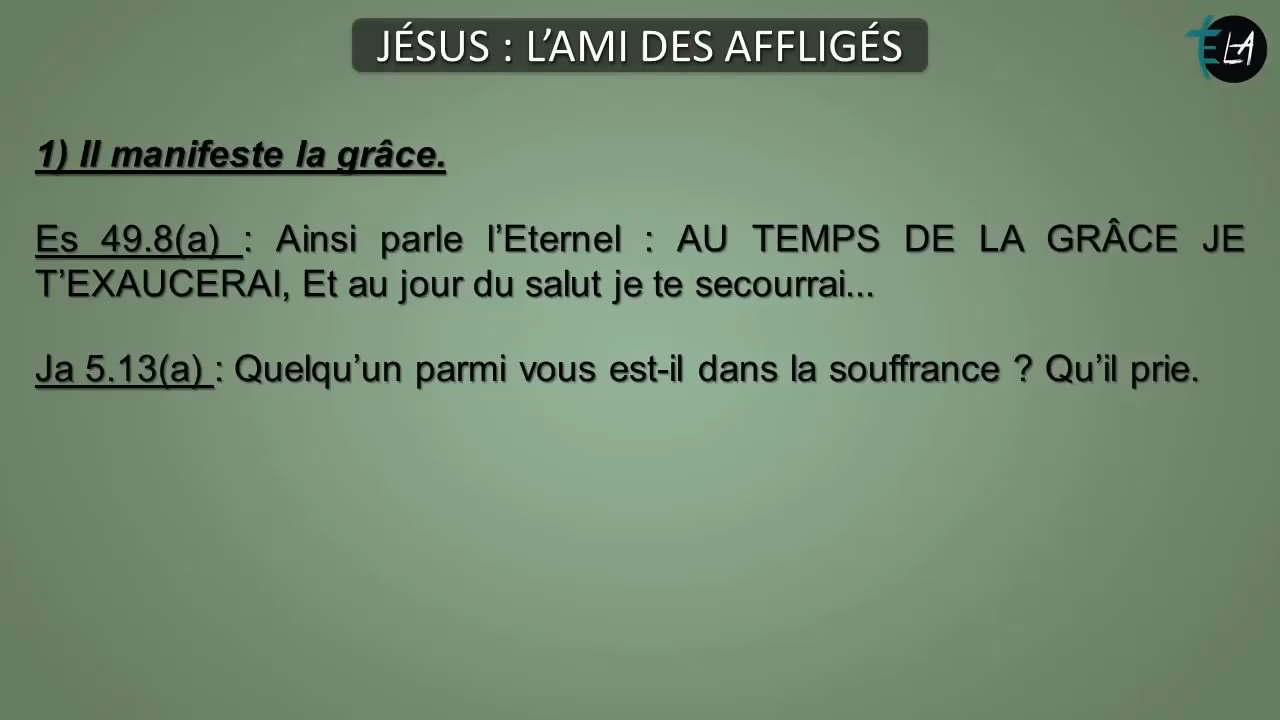 JÉSUS : L’AMI DES AFFLIGÉS
ELA
1) Il manifeste la grâce.
Es 49.8(a) : Ainsi parle l’Eternel : AU TEMPS DE LA GRÂCE JE
T’EXAUCERAI, Et au jour du salut je te secourrai...
Ja 5.13(a) : Quelqu’un parmi vous est-il dans la souffrance ? Qu’il prie.